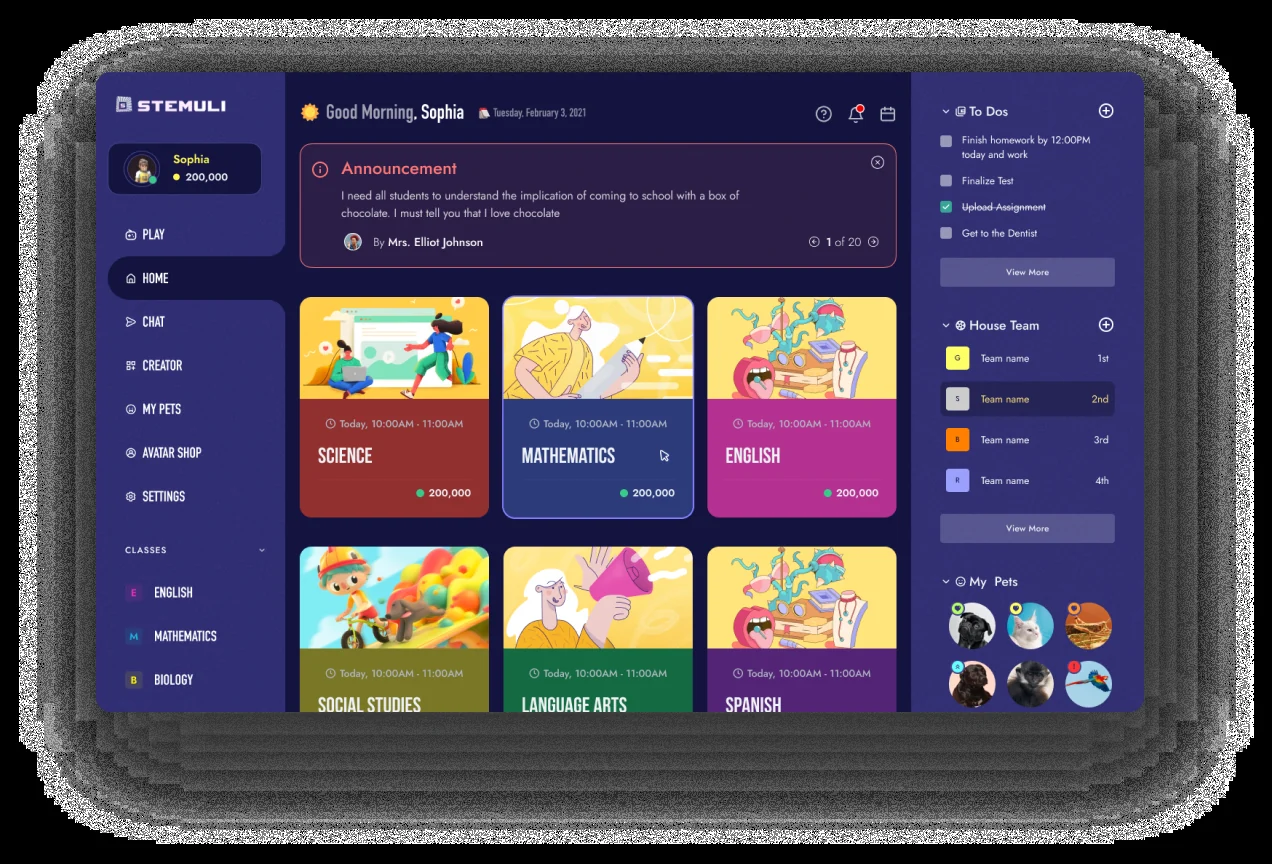 STEMULI
Sophia
200,000
PLAY
HOME
CHAT
CREATOR
MY PETS
AVATAR SHOP
SETTINGS
CLASSES
E ENGLISH
M MATHEMATICS
B BIOLOGY
Good Morning, Sophia
Tuesday, February 3, 2021
Announcement
I need all students to understand the implication of coming to school with a box of
chocolate. I must tell you that I love chocolate
By Mrs. Elliot Johnson
1 of 20
Today, 10:00AM - 11:00AM
SCIENCE
200,000
Today, 10:00AM - 11:00AM
MATHEMATICS
200,000
Today, 10:00AM - 11:00AM
ENGLISH
200,000
Today, 10:00AM - 11:00AM
SOCIAL STUDIES
Today, 10:00AM - 11:00AM
LANGUAGE ARTS
Today, 10:00AM - 11:00AM
SPANISH
To Dos
Finish homework by 12:00PM
today and work
Finalize Test
Upload Assignment
Get to the Dentist
View More
House Team
G Team name 1st
S Team name 2nd
B Team name 3rd
R Team name 4th
View More
My Pets